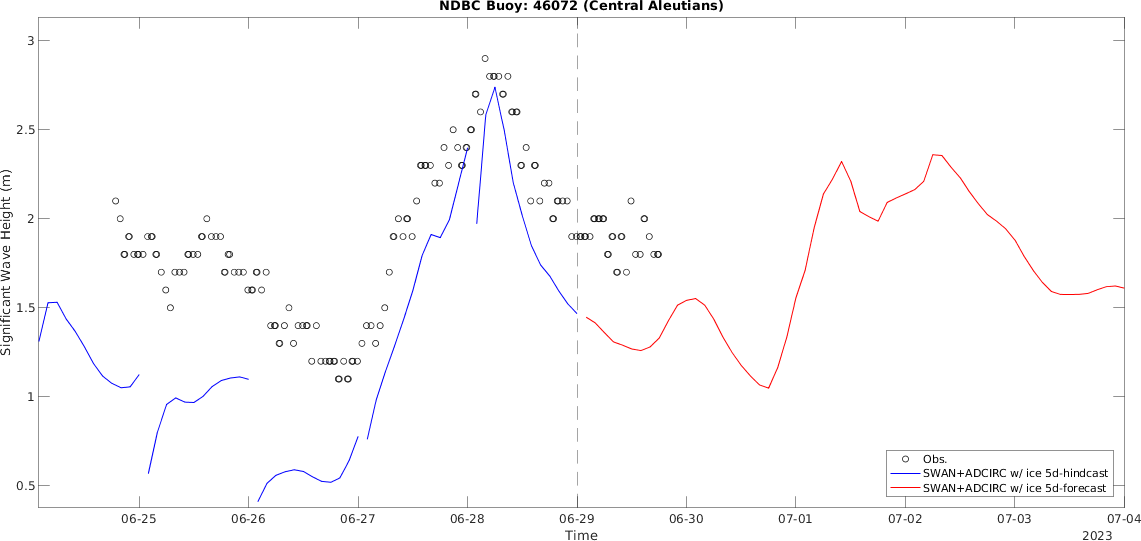 NDBC Buoy: 46072 (Central Aleutians)
Significant Wave Height (m)
3
2.5
2
1.5
1
0.5
Obs.
SWAN+ADCIRC w/ ice 5d-hindcast
SWAN+ADCIRC w/ ice 5d-forecast
06-25 06-26 06-27 06-28 06-29 06-30 07-01 07-02 07-03 07-04
Time
2023